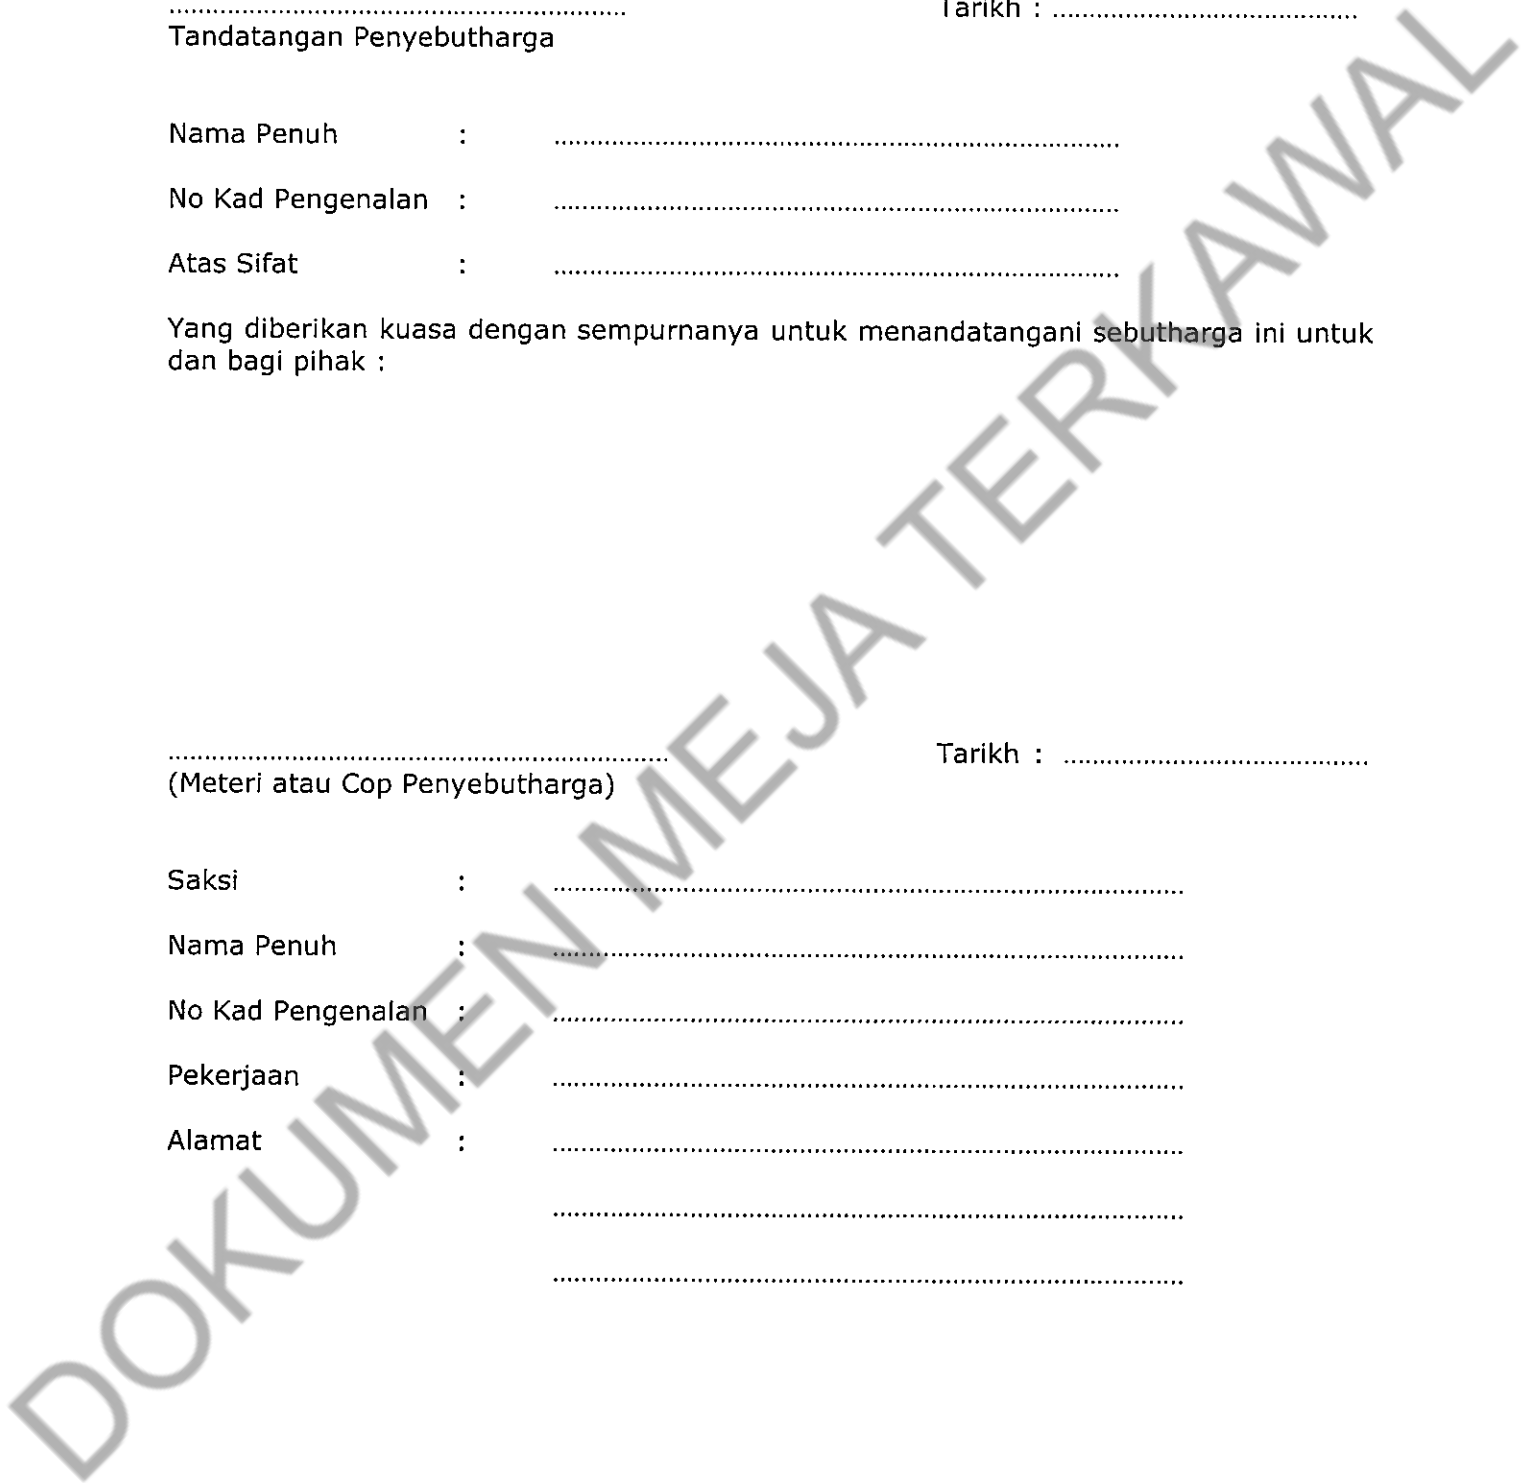 ........................................ Tarikh : ........................................
Tandatangan Penyebutharga
Nama Penuh : ........................................
No Kad Pengenalan : ........................................
Atas Sifat : ........................................
Yang diberikan kuasa dengan sempurnanya untuk menandatangani sebutharga ini untuk
dan bagi pihak :
........................................ Tarikh : ........................................
(Meteri atau Cop Penyebutharga)
Saksi : ........................................
Nama Penuh : ........................................
No Kad Pengenalan : ........................................
Pekerjaan : ........................................
Alamat : ........................................
........................................
........................................
DOKUMEN MEJA TERKAWAL